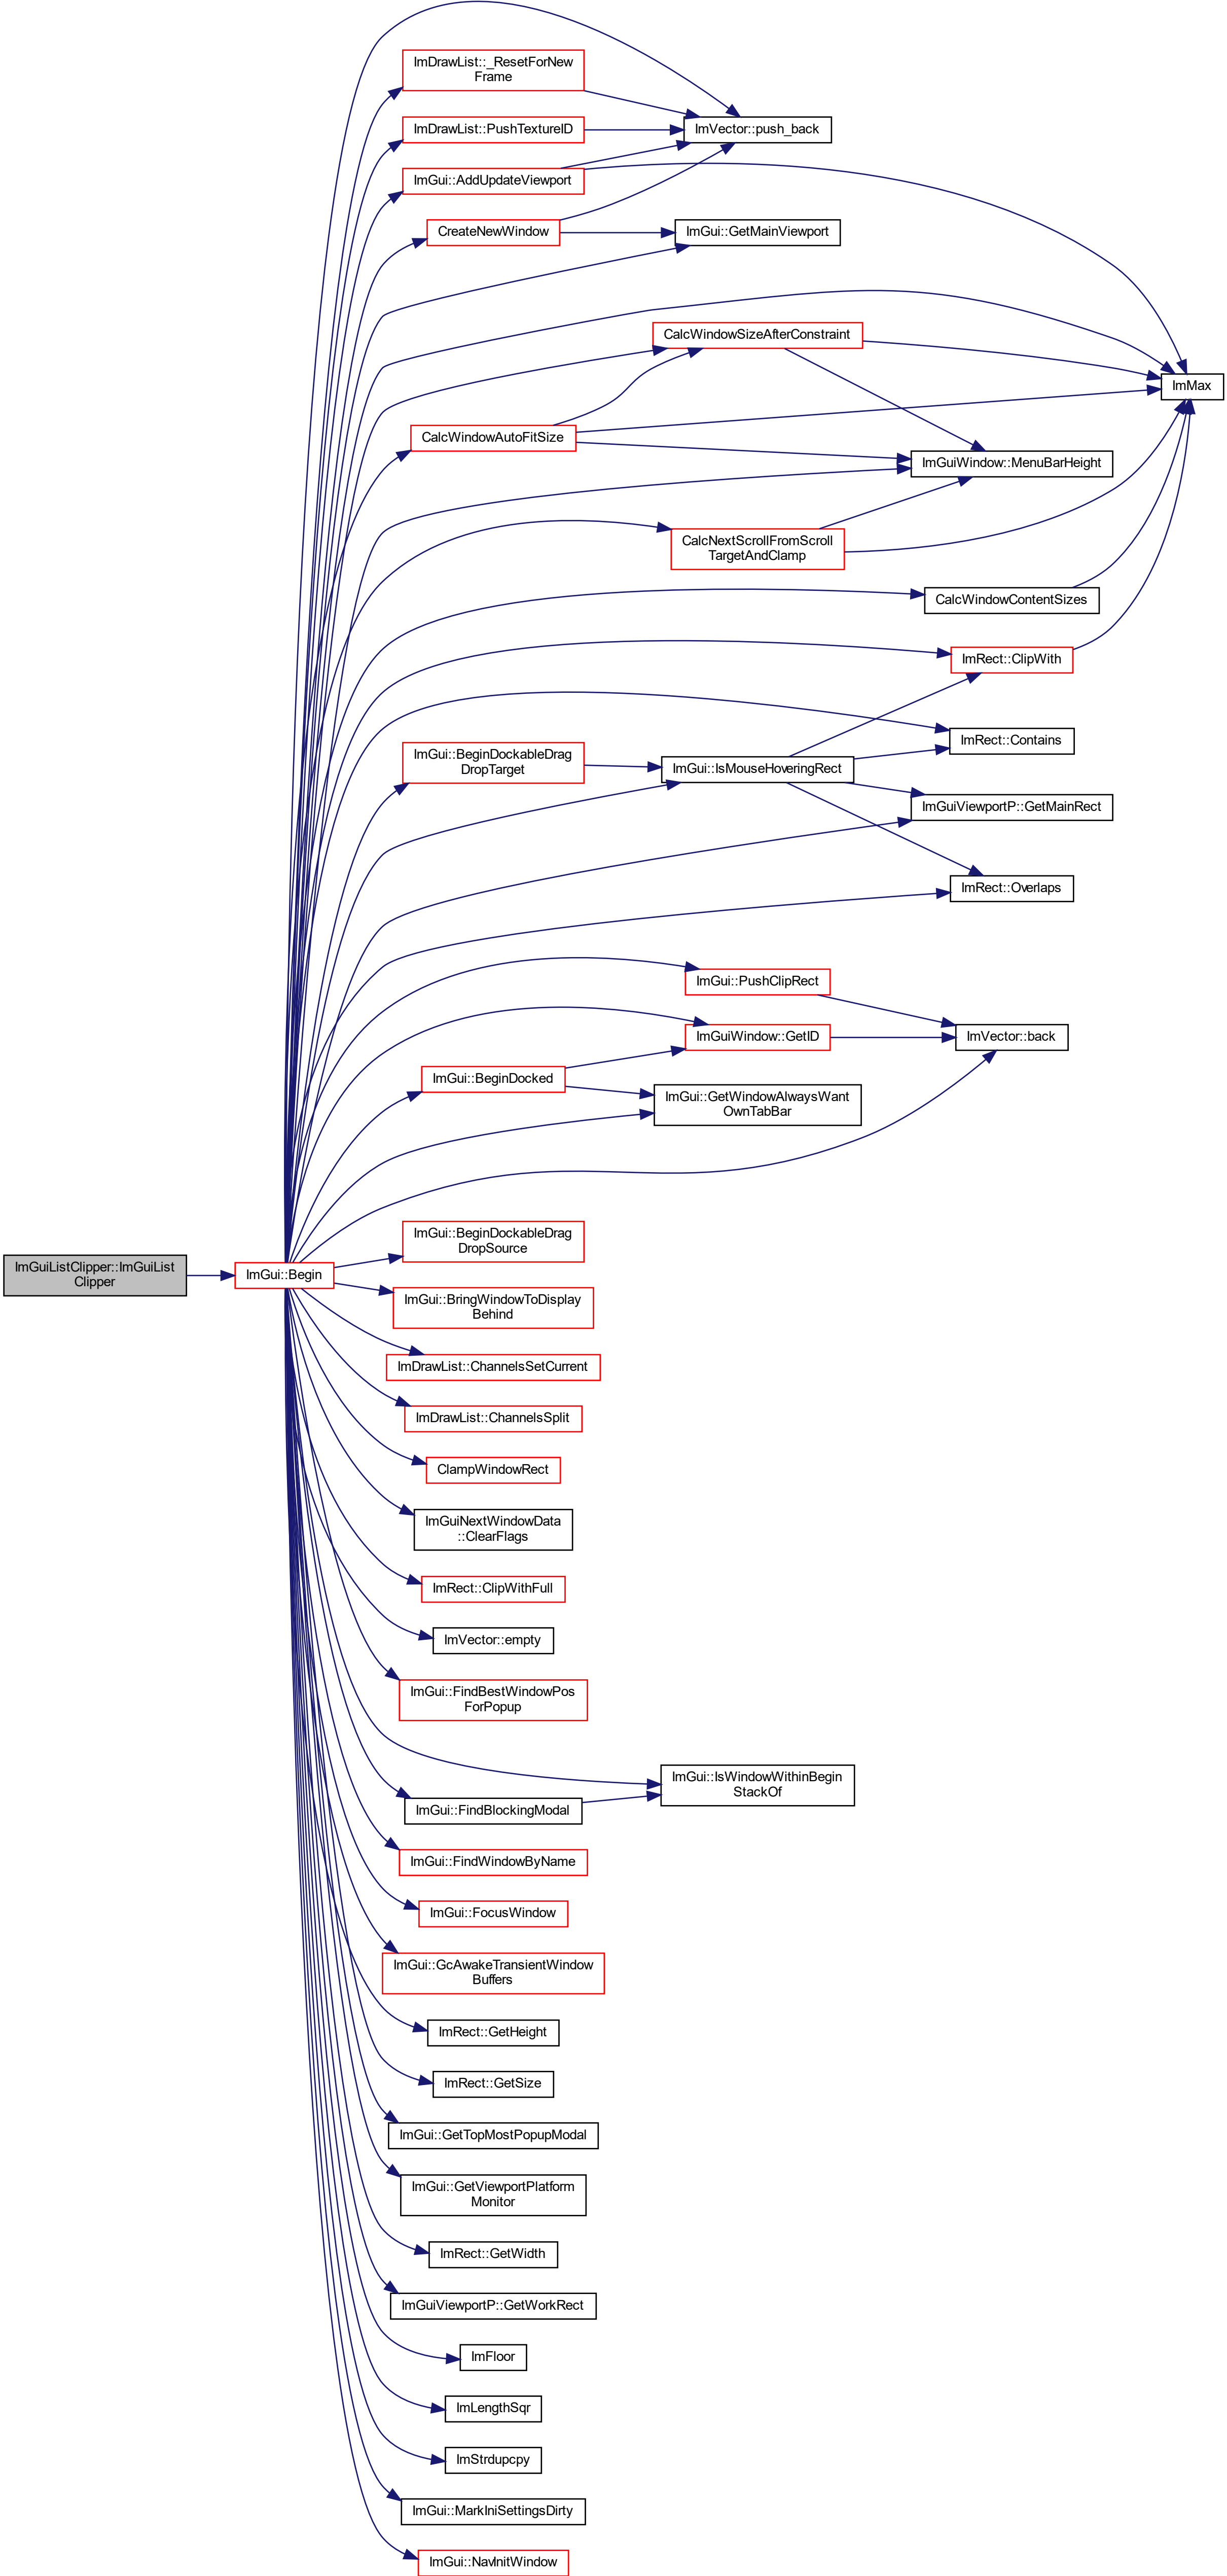 ImDrawList::_ResetForNew
Frame
ImDrawList::PushTextureID
ImVector::push_back
ImGui::AddUpdateViewport
CreateNewWindow
ImGui::GetMainViewport
CalcWindowSizeAfterConstraint
ImMax
CalcWindowAutoFitSize
ImGuiWindow::MenuBarHeight
CalcNextScrollFromScroll
TargetAndClamp
CalcWindowContentSizes
ImRect::ClipWith
ImRect::Contains
ImGui::BeginDockableDrag
DropTarget
ImGui::IsMouseHoveringRect
ImGuiViewportP::GetMainRect
ImRect::Overlaps
ImGui::PushClipRect
ImGuiWindow::GetID
ImVector::back
ImGui::BeginDocked
ImGui::GetWindowAlwaysWant
OwnTabBar
ImGui::BeginDockableDrag
DropSource
ImGuiListClipper::ImGuiList
Clipper
ImGui::Begin
ImGui::BringWindowToDisplay
Behind
ImDrawList::ChannelsSetCurrent
ImDrawList::ChannelsSplit
ClampWindowRect
ImGuiNextWindowData
::ClearFlags
ImRect::ClipWithFull
ImVector::empty
ImGui::FindBestWindowPos
ForPopup
ImGui::IsWindowWithinBegin
StackOf
ImGui::FindBlockingModal
ImGui::FindWindowByName
ImGui::FocusWindow
ImGui::GcAwakeTransientWindow
Buffers
ImRect::GetHeight
ImRect::GetSize
ImGui::GetTopMostPopupModal
ImGui::GetViewportPlatform
Monitor
ImRect::GetWidth
ImGuiViewportP::GetWorkRect
ImFloor
ImLengthSqr
ImStrdupcpy
ImGui::MarkIniSettingsDirty
ImGui::NavInitWindow